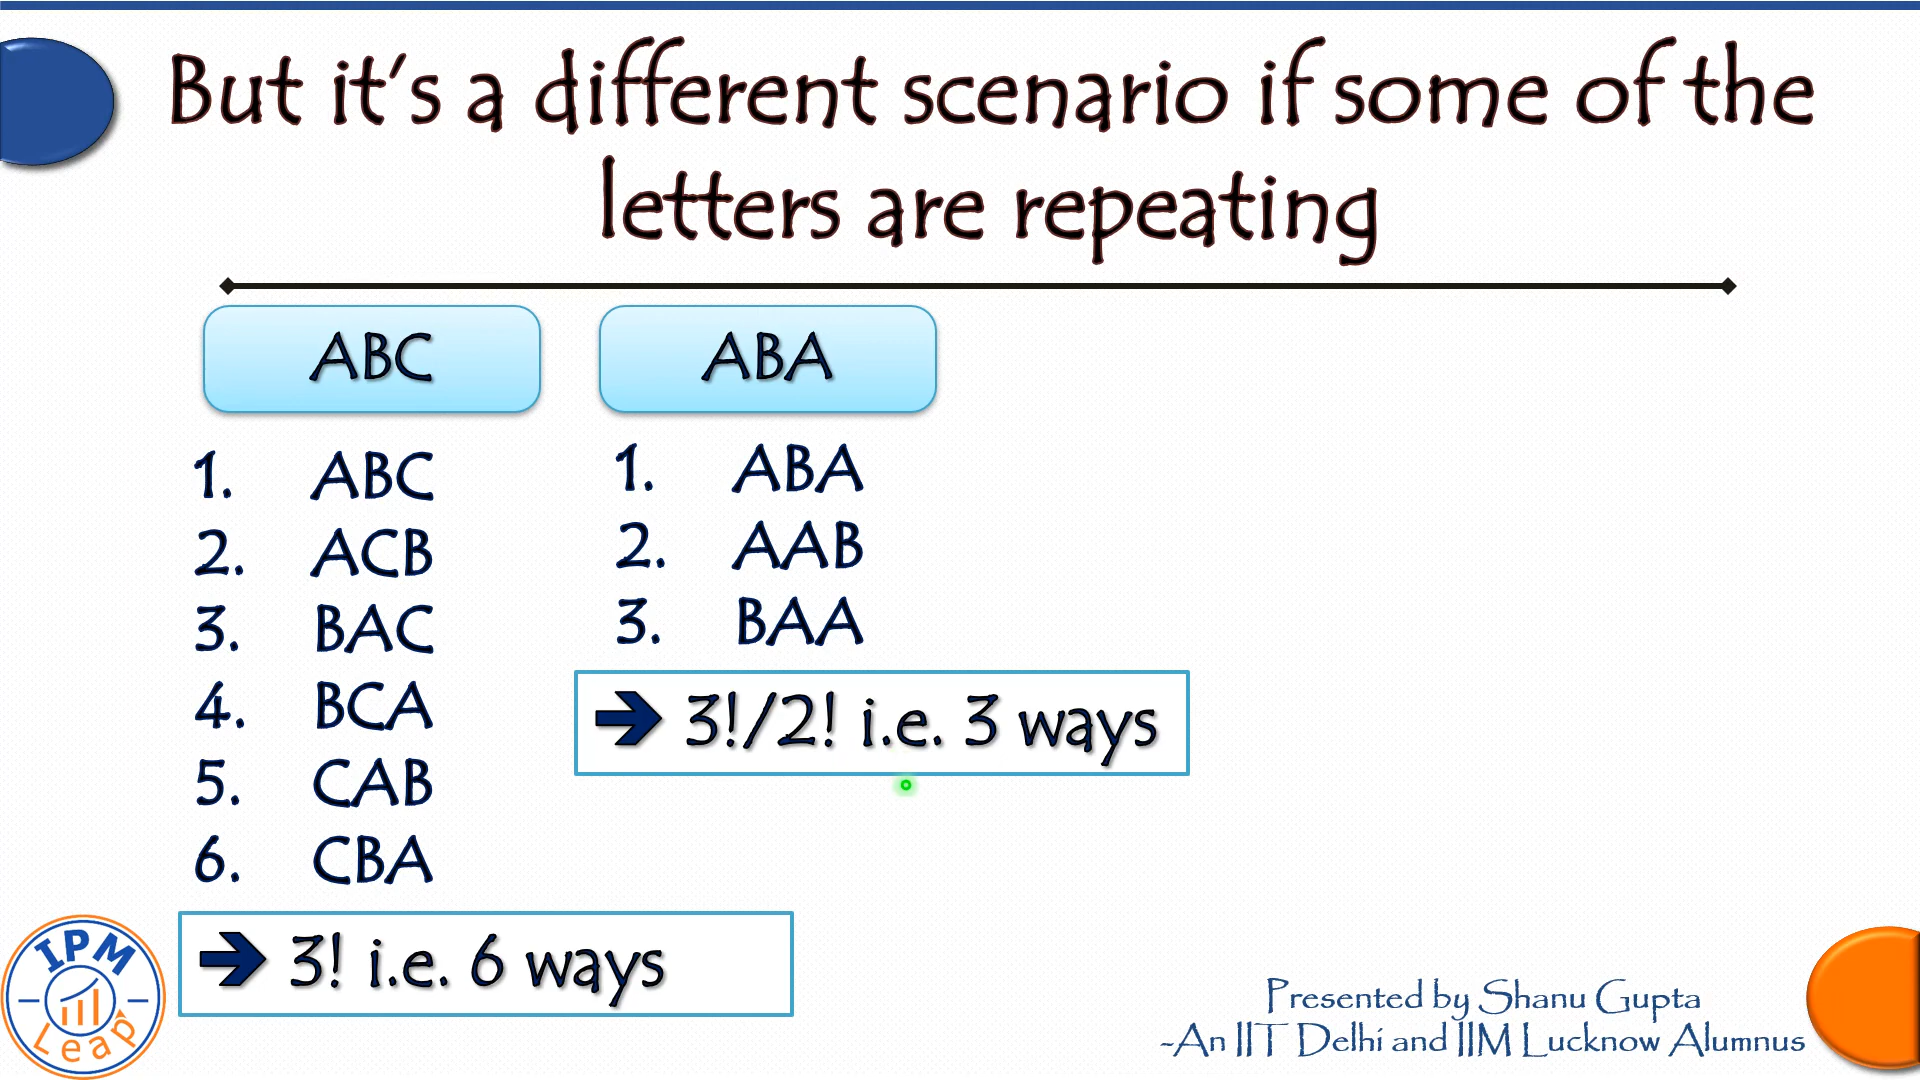 But it's a different scenario if some of the
letters are repeating
ABC
1. ABC
2. ACB
3. BAC
4. BCA
5. CAB
6. CBA
➔ 3! i.e. 6 ways
ABA
1. ABA
2. AAB
3. BAA
➔ 3!/2! i.e. 3 ways
IPM
Leap
Presented by Shanu Gupta
-An IIT Delhi and IIM Lucknow Alumnus